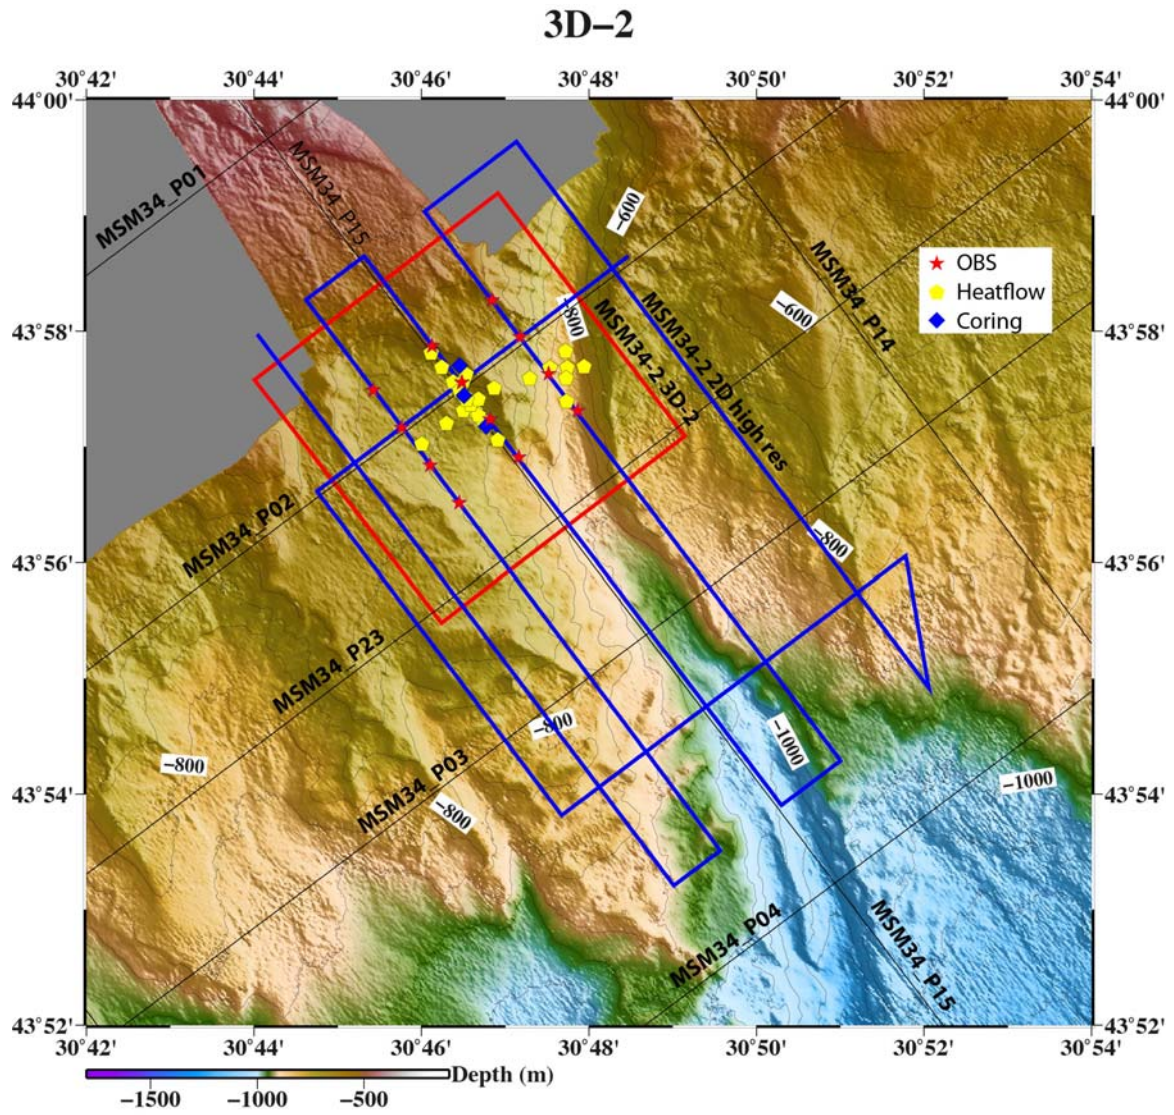 3D–2
30°42' 30°44' 30°46' 30°48' 30°50' 30°52' 30°54'
44°00' 44°00'
MSM34_P01
MSM34_P15
−600
MSM34_P14
OBS
Heatflow
Coring
−600
−800
43°58' 43°58'
MSM34-2 3D-2
MSM34-2 2D high res
MSM34_P02
−800
43°56' 43°56'
MSM34_P23
−800
−800
−1000
−1000
MSM34_P03
−800
43°54' 43°54'
MSM34_P04
MSM34_P15
43°52' 43°52'
30°42' 30°44' 30°46' 30°48' 30°50' 30°52' 30°54'
Depth (m)
−1500 −1000 −500